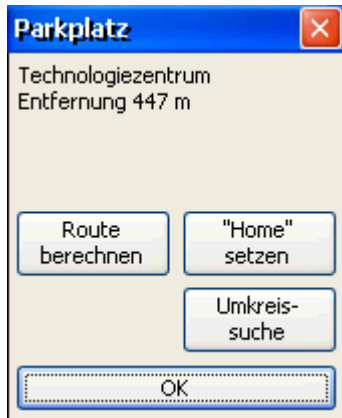 Parkplatz
Technologiezentrum
Entfernung 447 m
Route
berechnen
"Home"
setzen
Umkreis-
suche
OK